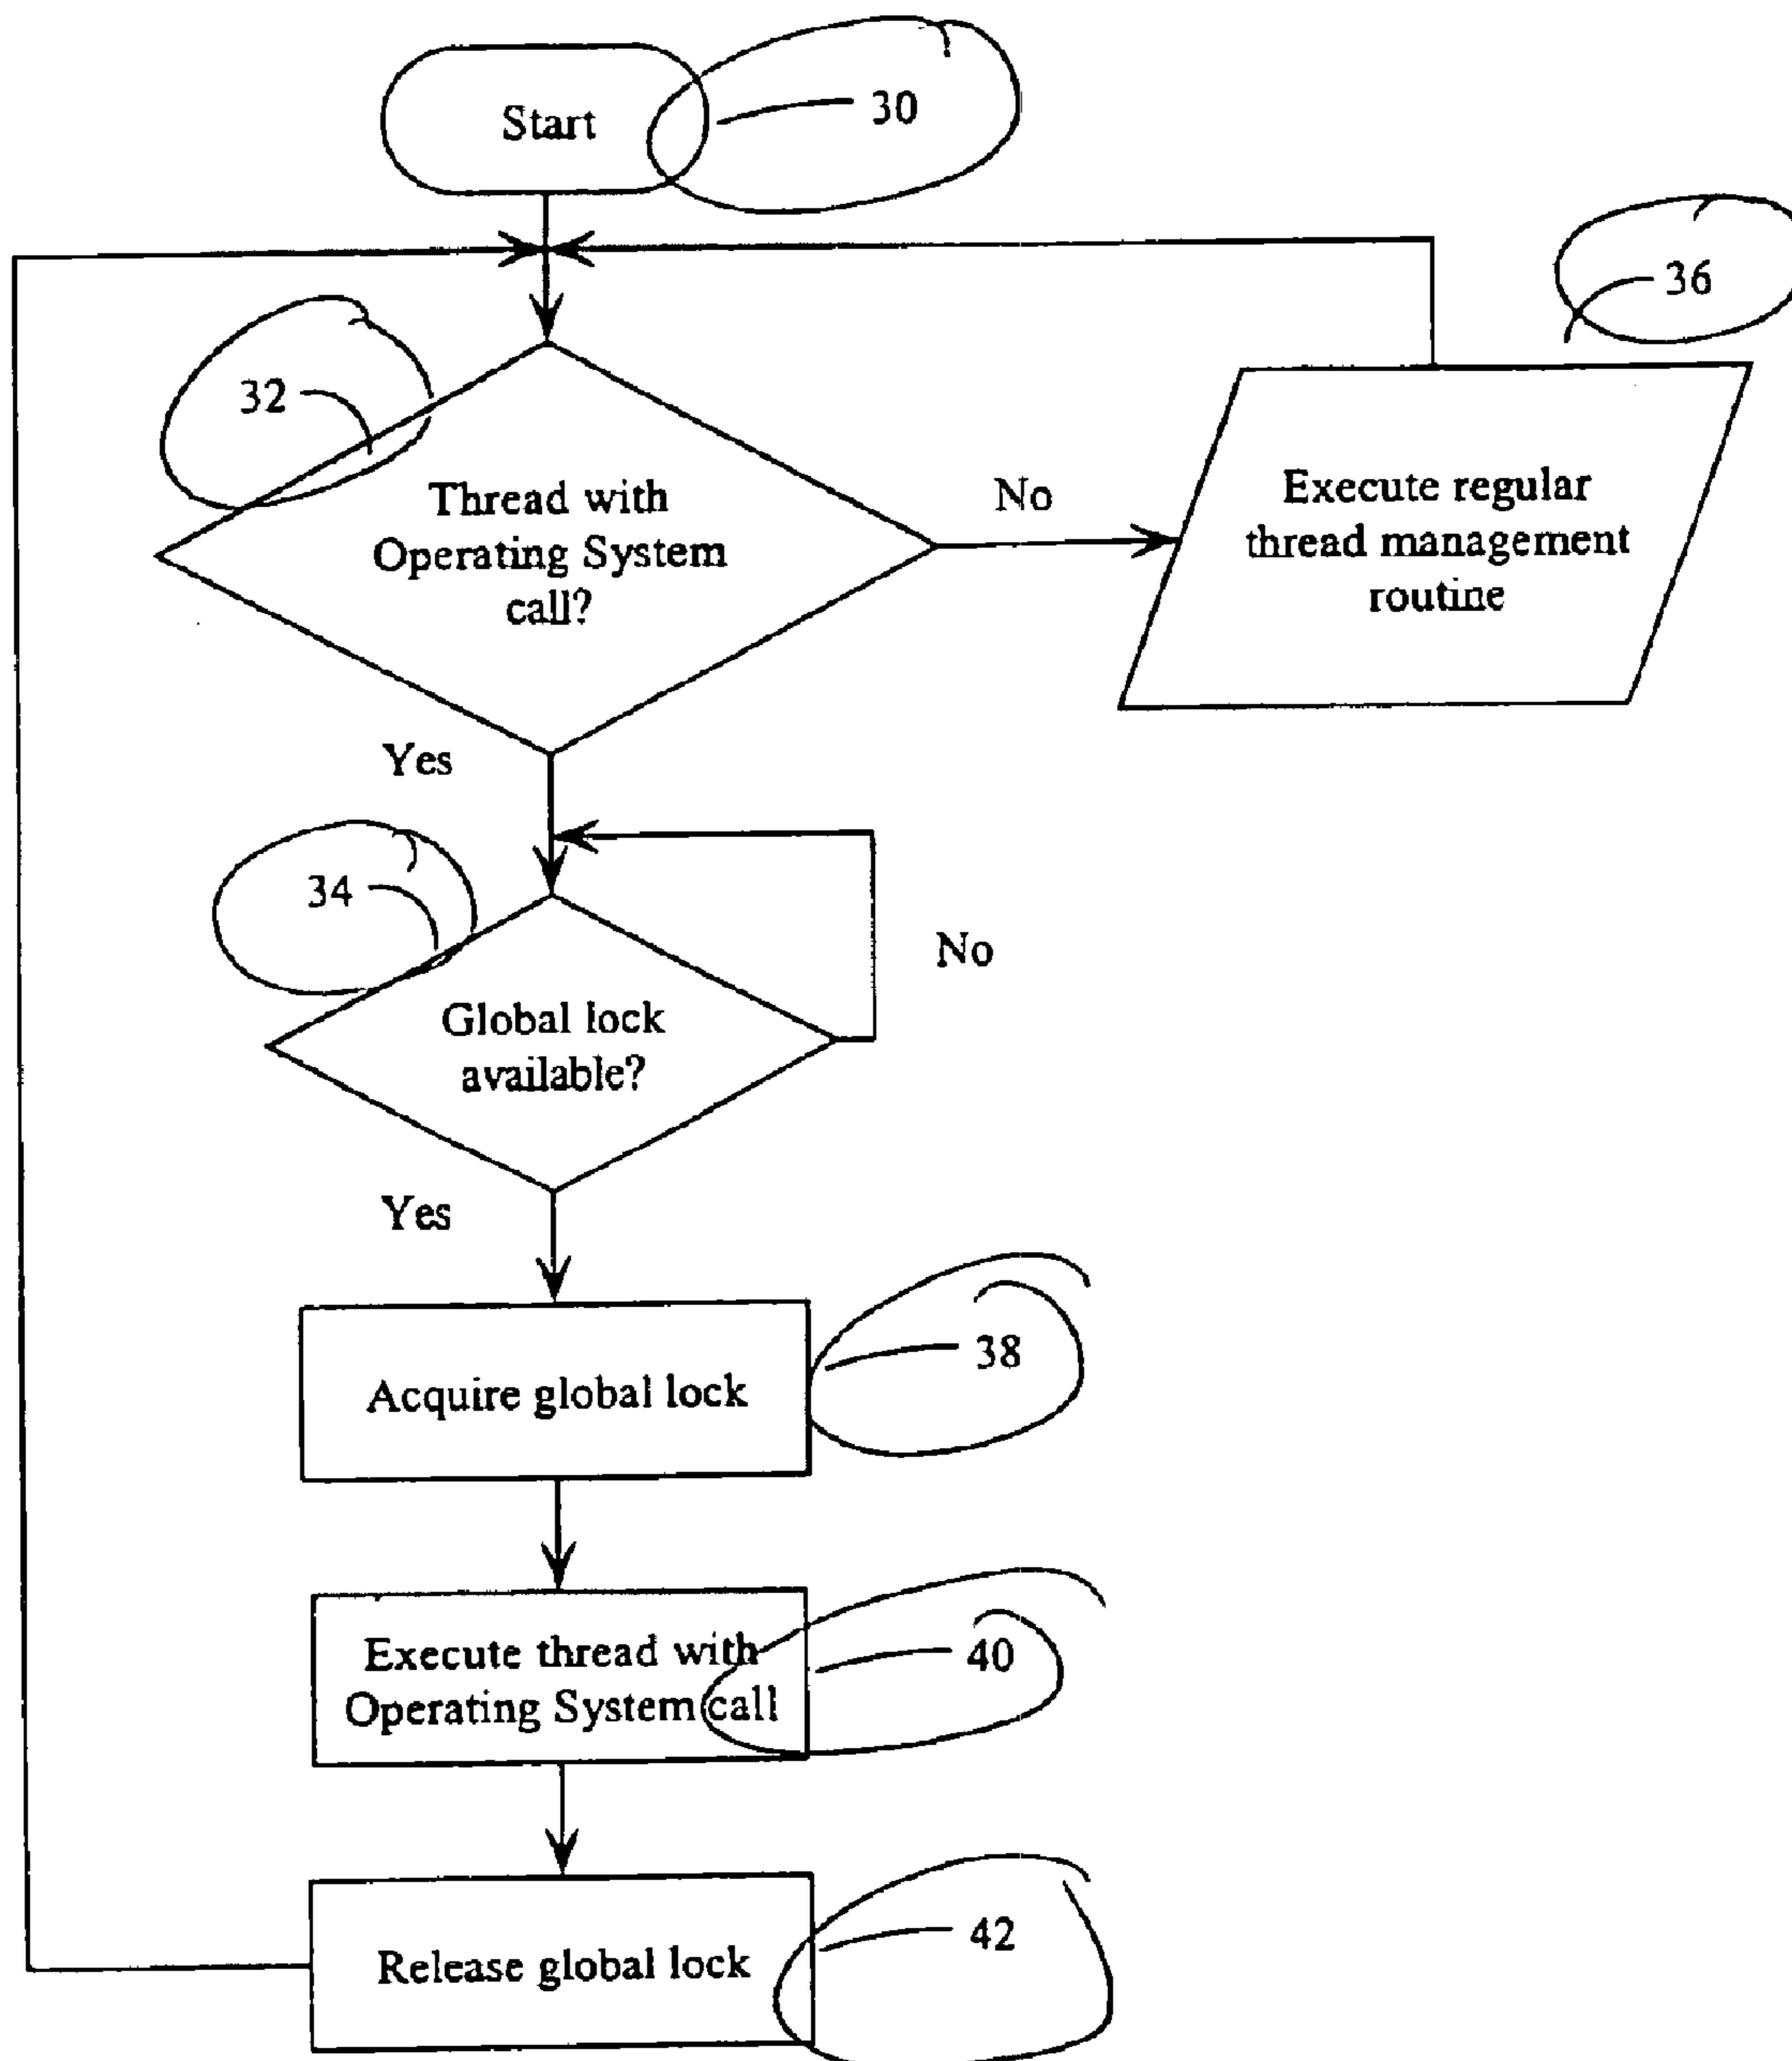 Start
30
36
32
Thread with
Operating System
call?
No
Execute regular
thread management
routine
Yes
34
No
Global lock
available?
Yes
38
Acquire global lock
Execute thread with
Operating System call
40
42
Release global lock